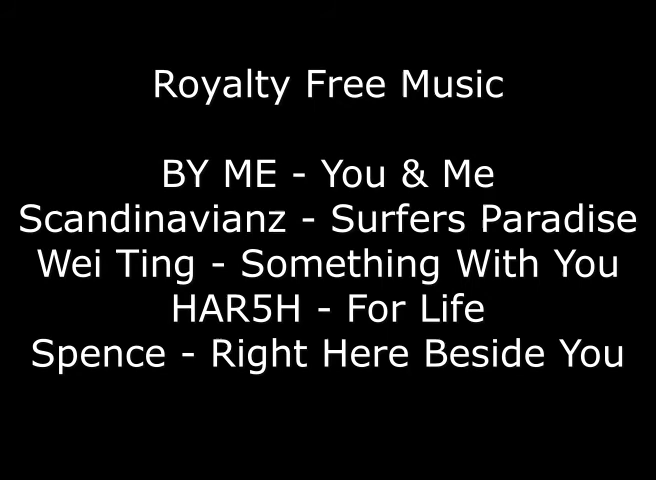 Royalty Free Music
BY ME - You & Me
Scandinavianz - Surfers Paradise
Wei Ting - Something With You
HAR5H - For Life
Spence - Right Here Beside You